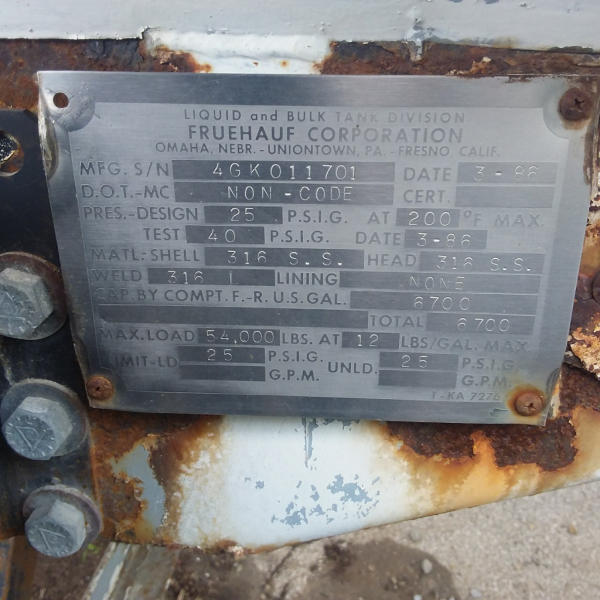 LIQUID and BULK TANK DIVISION
FRUEHAUF CORPORATION
OMAHA, NEBR. - UNIONTOWN, PA. - FRESNO, CALIF.
MFG. S/N 4GK011701 DATE 3-86
D.O.T.-MC NON-CODE CERT.
PRES.-DESIGN 25 P.S.I.G. AT 200 °F MAX.
TEST 40 P.S.I.G. DATE 3-86
MATL: SHELL 316 S.S. HEAD 316 S.S.
WELD 316 L LINING NONE
CAP. BY COMPT. F.-R. U.S. GAL. 6700
TOTAL 6700
MAX. LOAD 54,000 LBS. AT 12 LBS/GAL. MAX.
LIMIT-LD 25 P.S.I.G. UNLD. 25 P.S.I.G.
G.P.M. G.P.M.
T-KA 7276